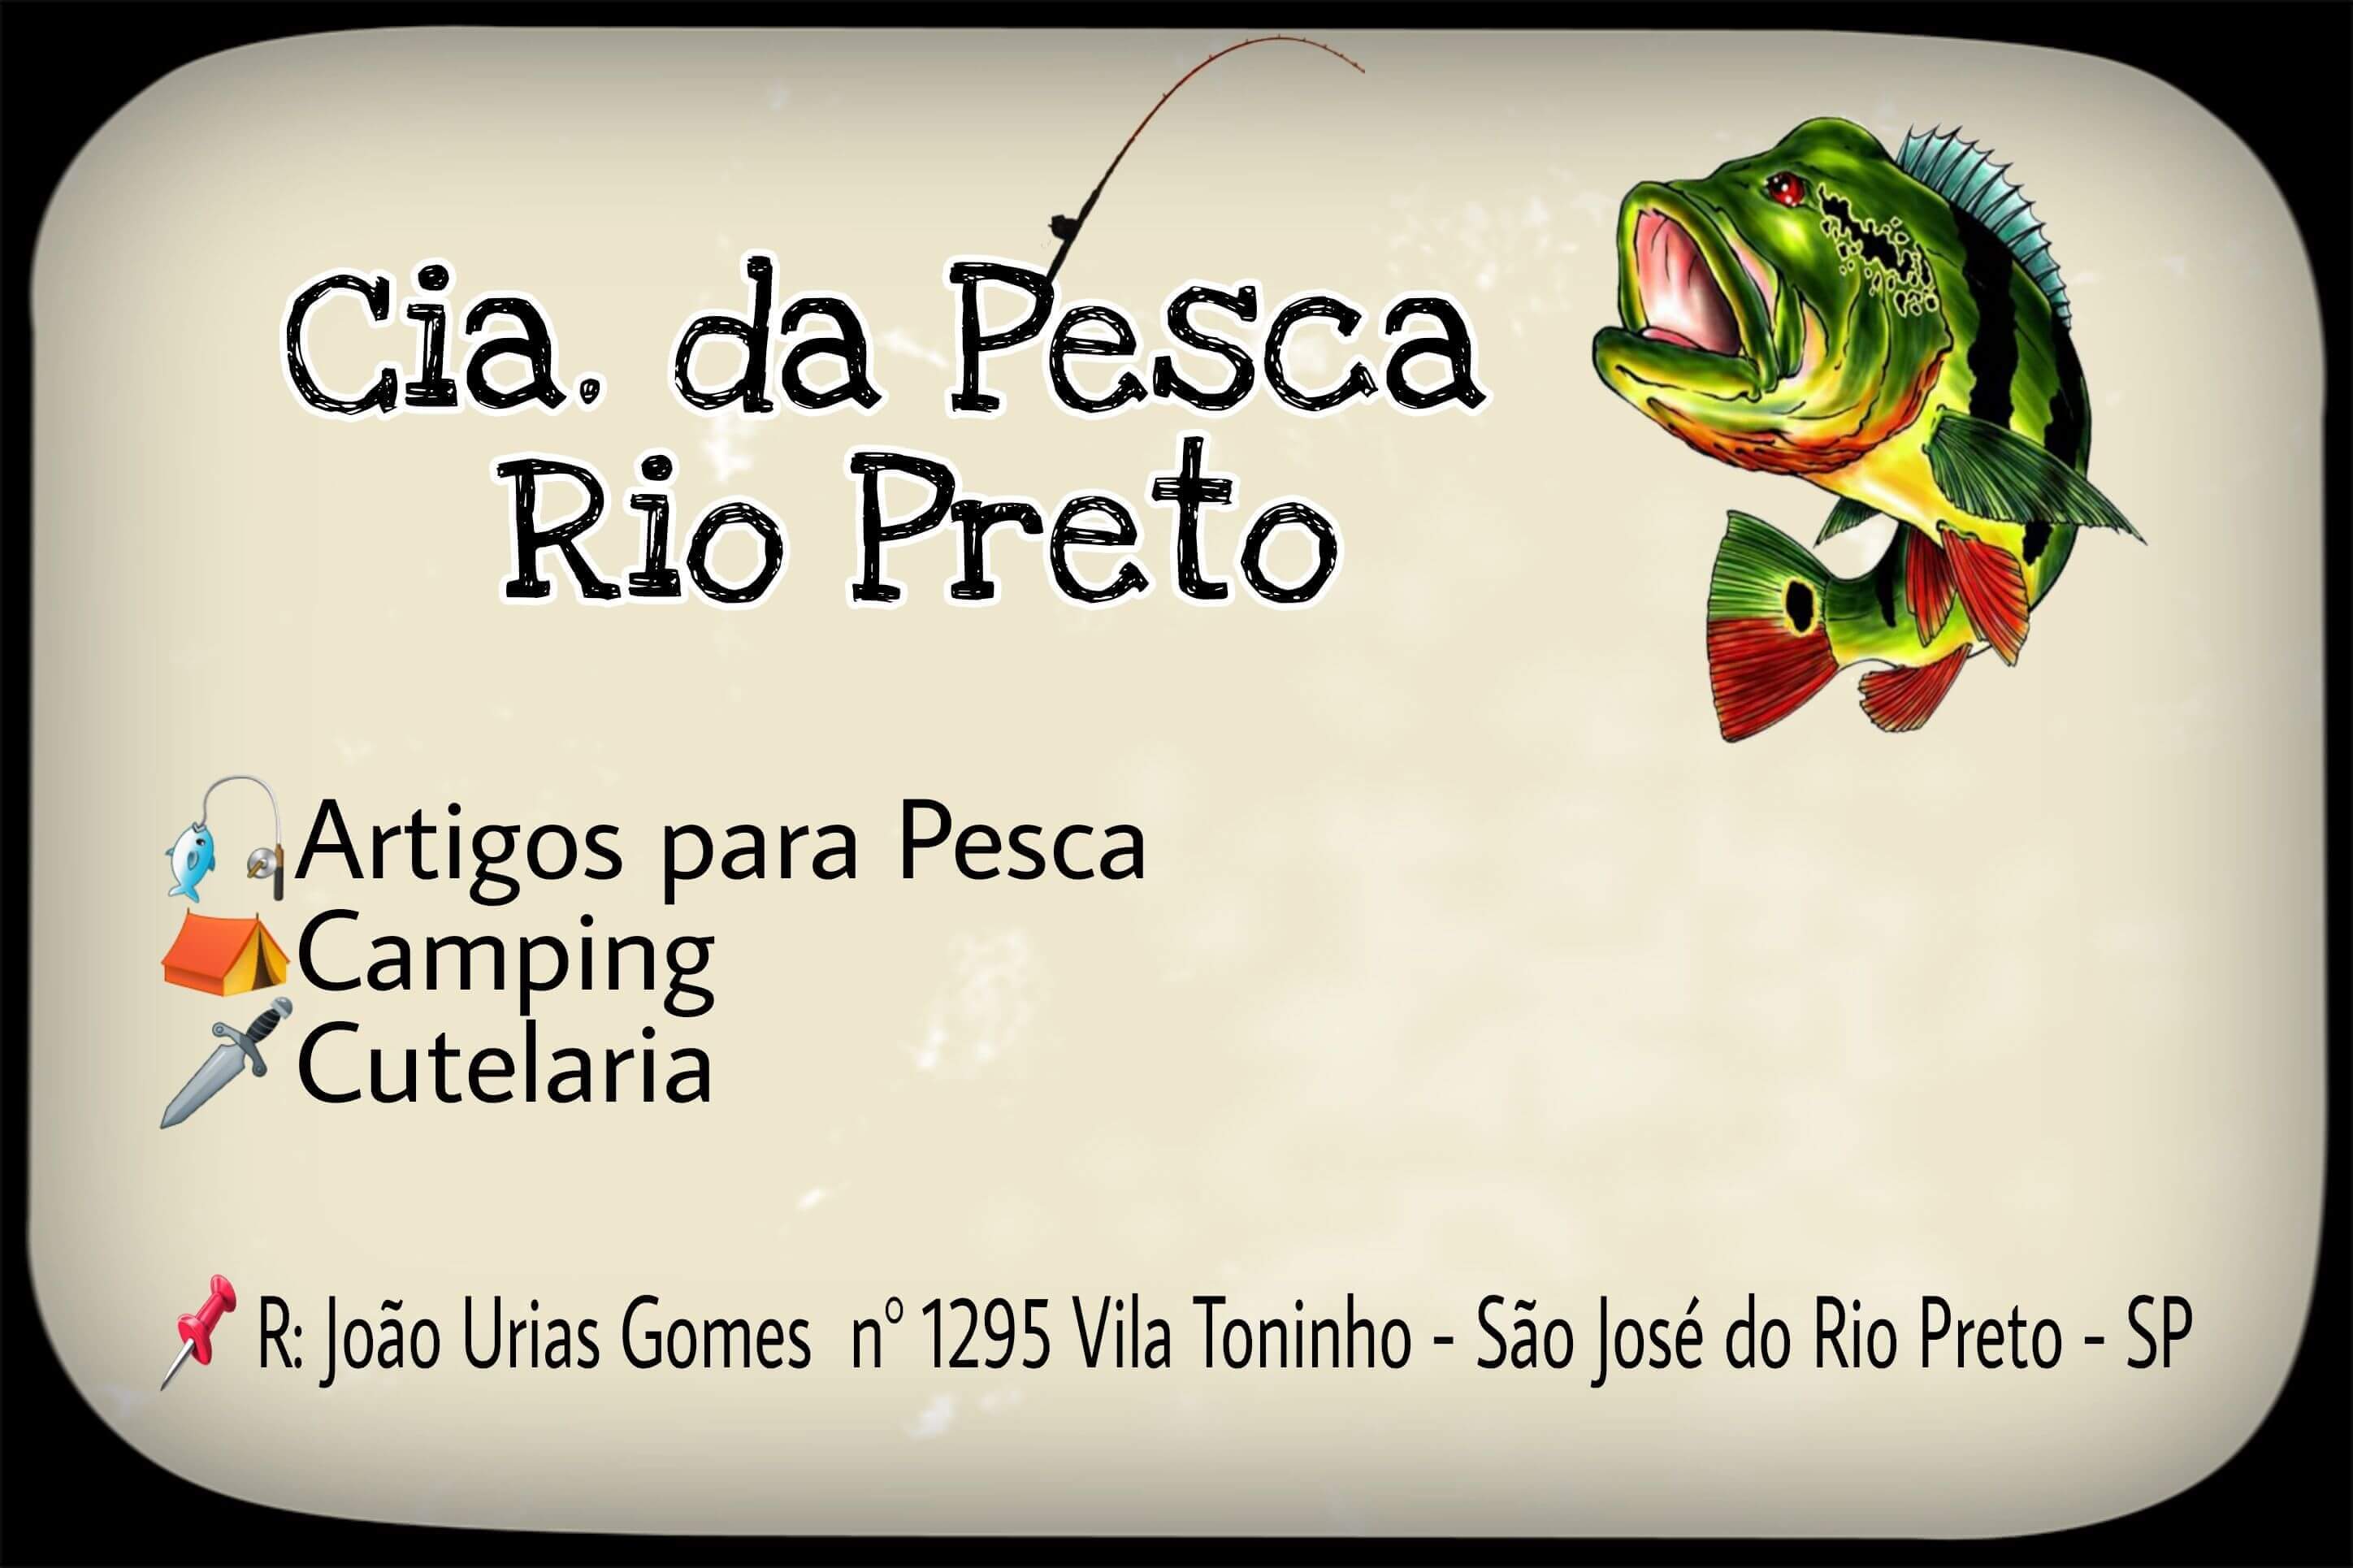 Cia. da Pesca
Rio Preto
Artigos para Pesca
Camping
Cutelaria
R: João Urias Gomes nº 1295 Vila Toninho - São José do Rio Preto - SP